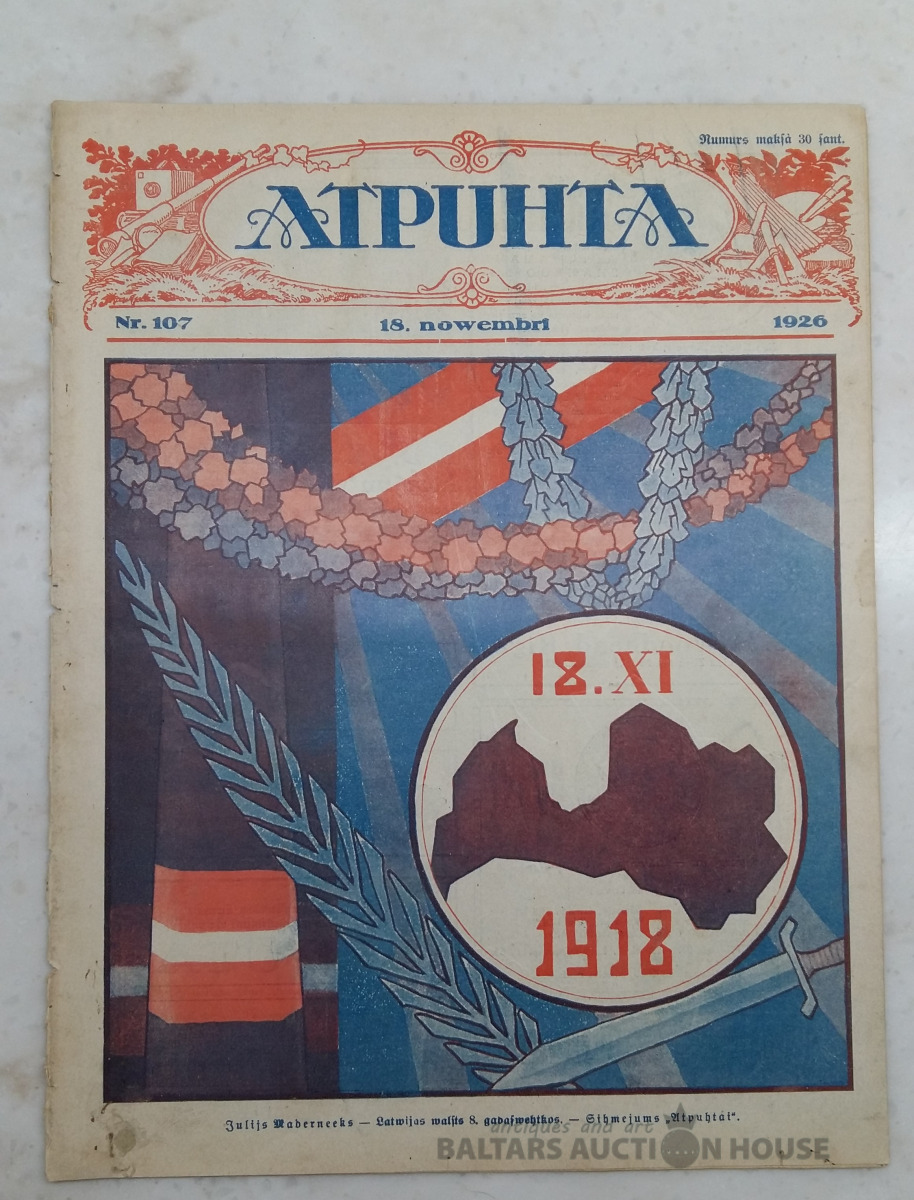 Numurs maksà 30 sant.
ATPUHTA
Nr. 107
18. nowembrī
1926
18. XI
1918
Julijs Maderneeks — Latwijas walsts 8. gadaswehtkos. — Sihmejums „Atpuhtai“.
antiques and art
BALTARS AUCTION HOUSE